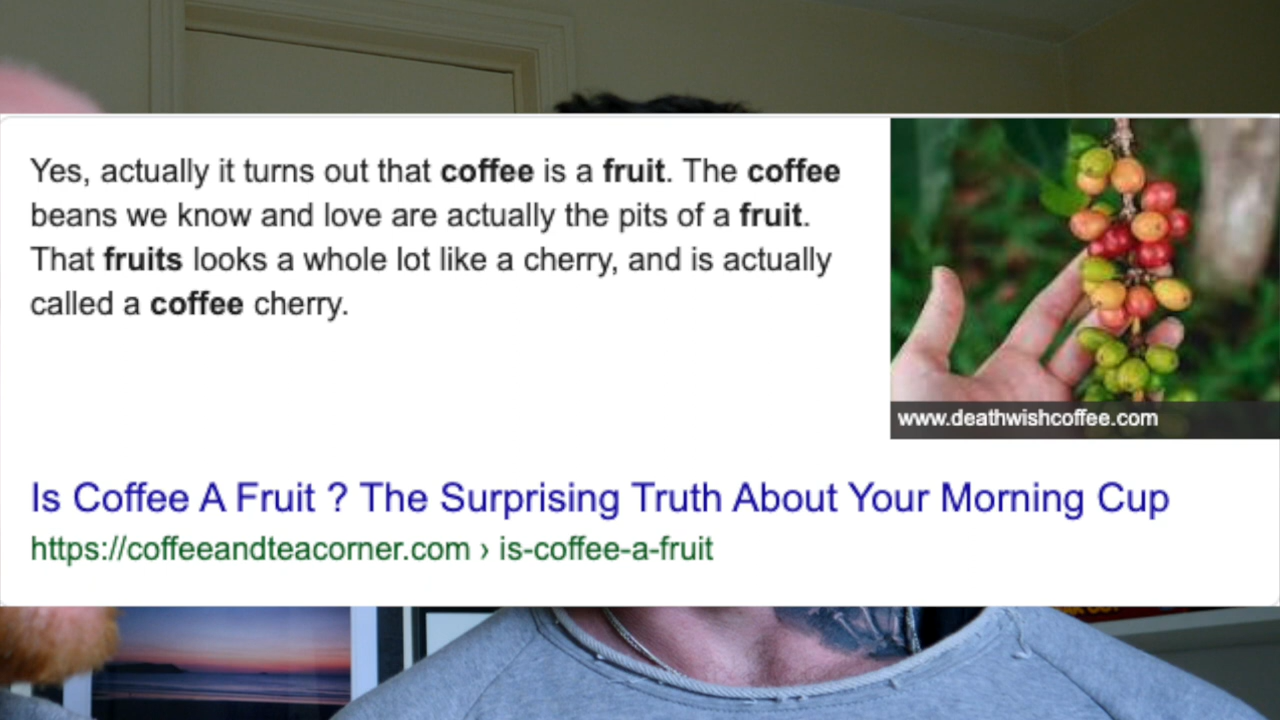 Yes, actually it turns out that coffee is a fruit. The coffee
beans we know and love are actually the pits of a fruit.
That fruits looks a whole lot like a cherry, and is actually
called a coffee cherry.
www.deathwishcoffee.com
Is Coffee A Fruit ? The Surprising Truth About Your Morning Cup
https://coffeeandteacorner.com › is-coffee-a-fruit